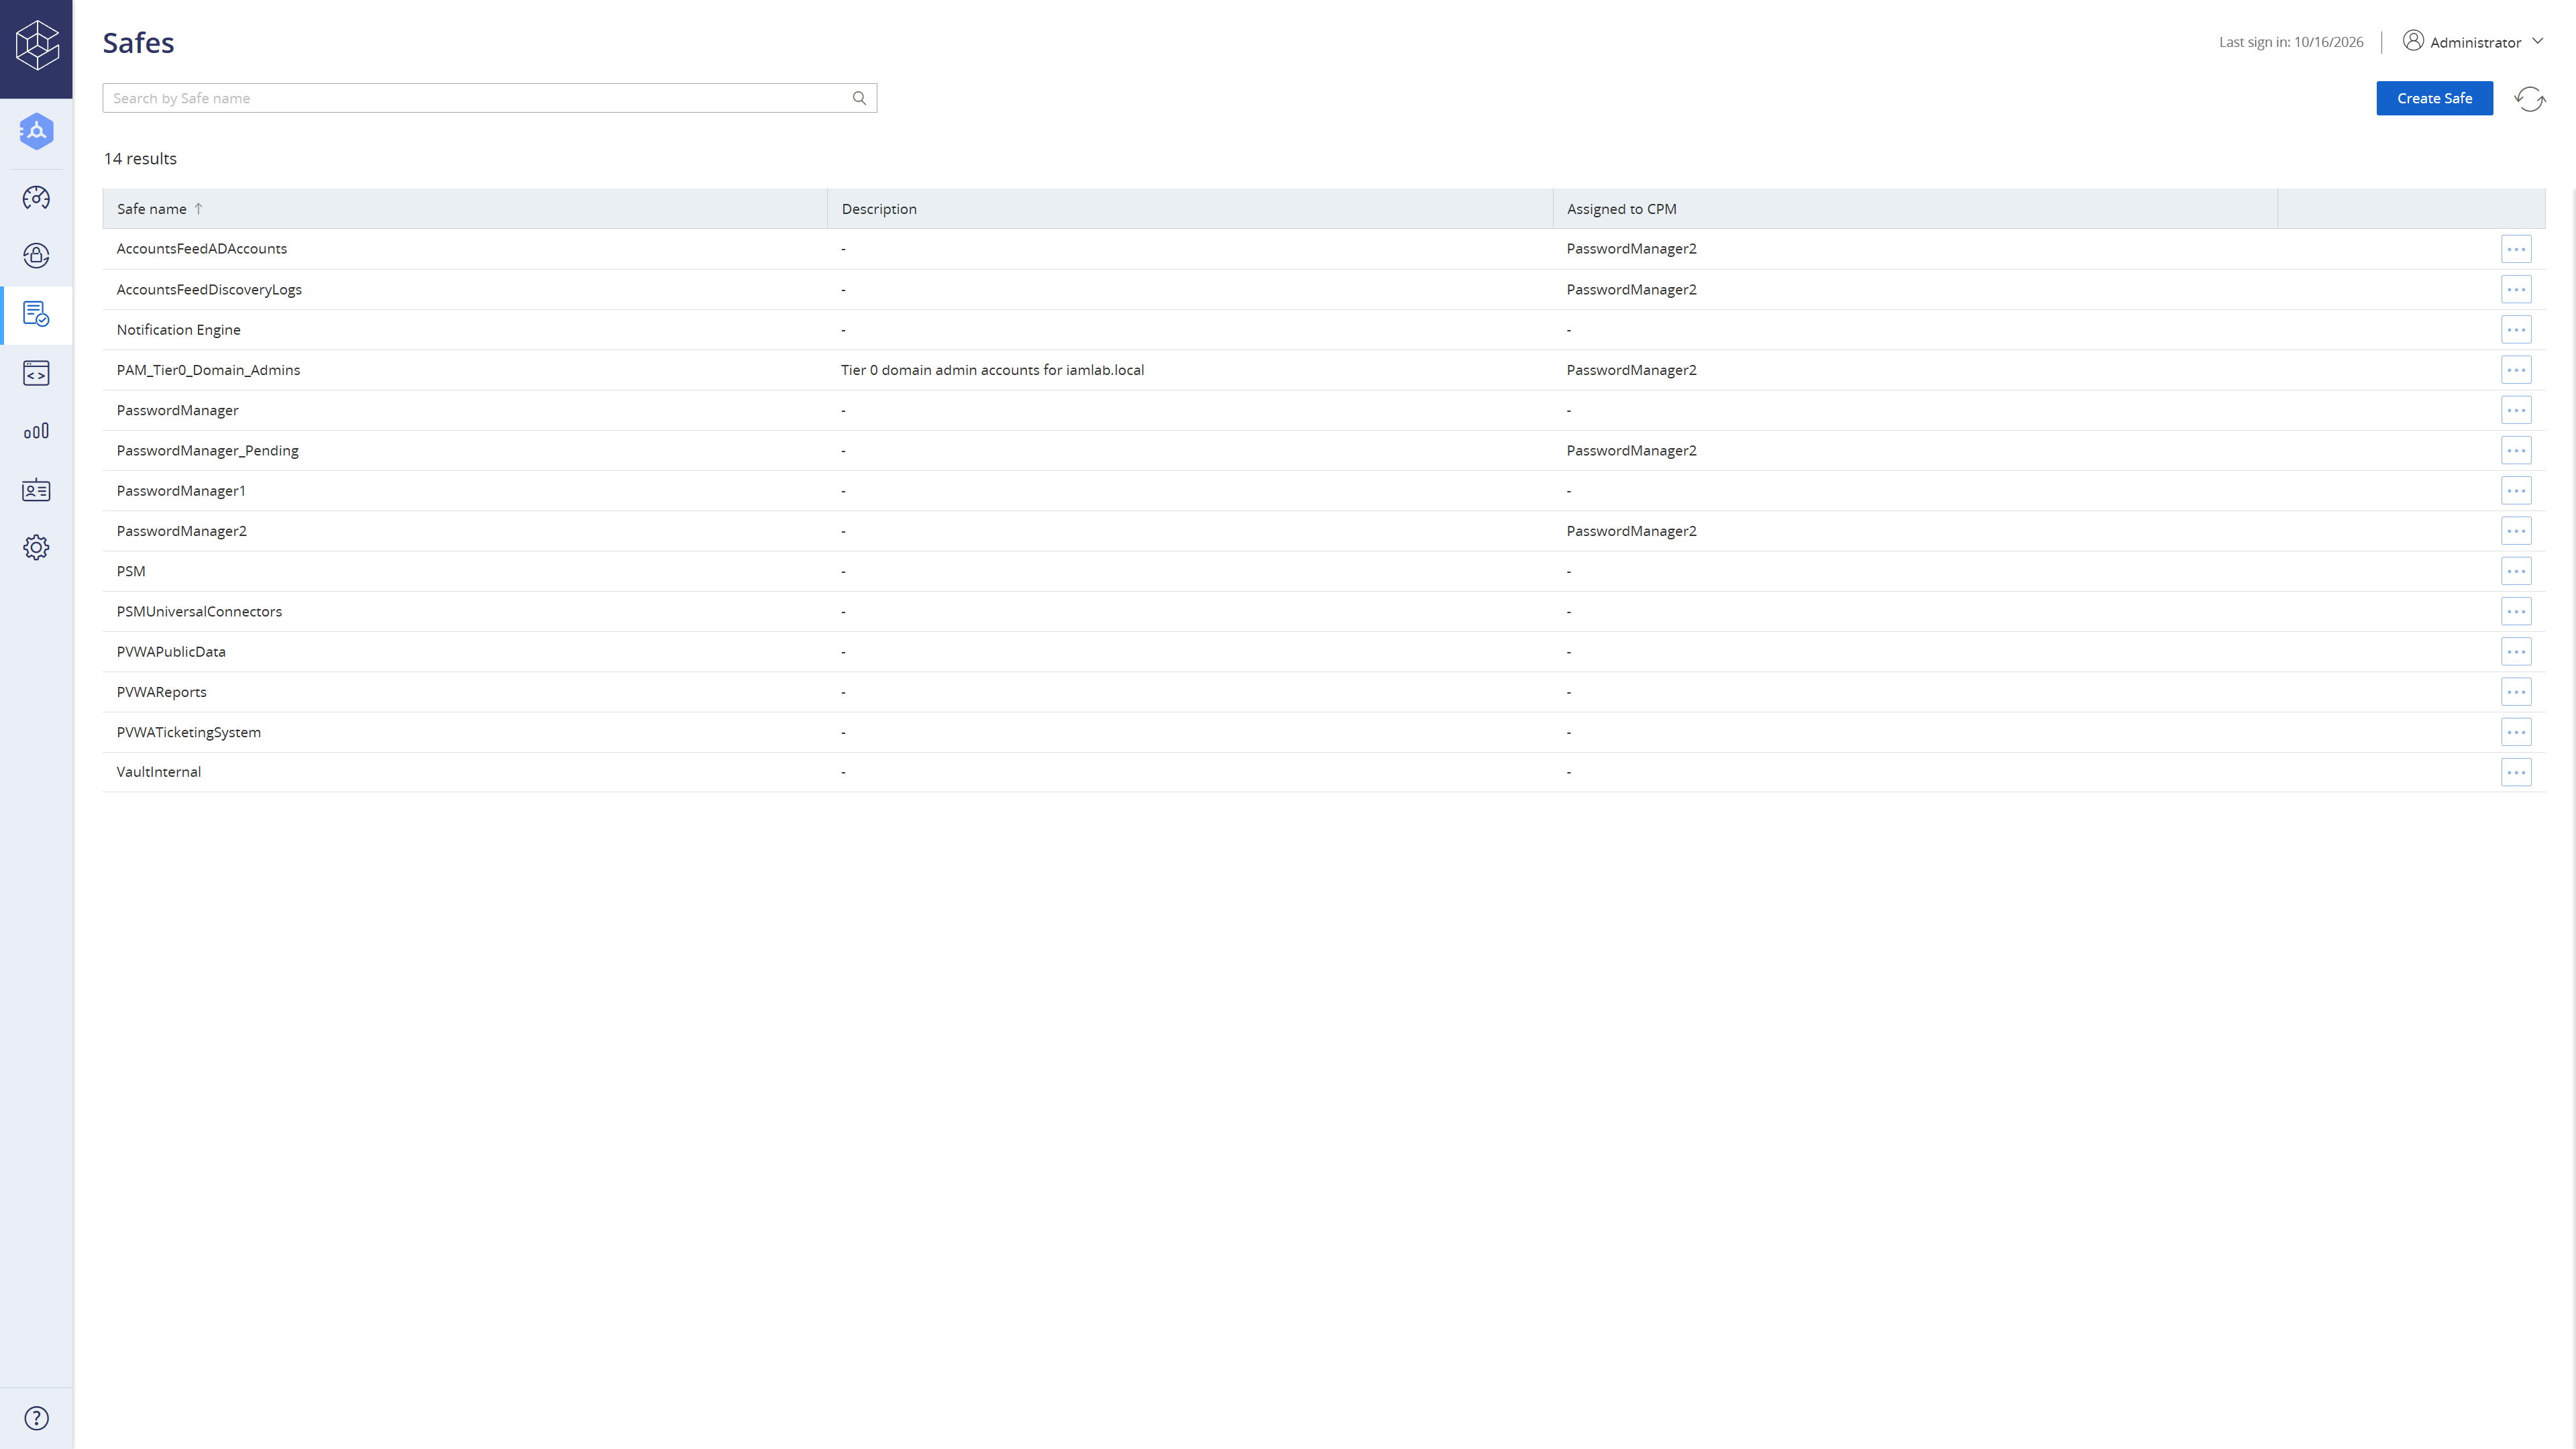 Safes
Last sign in: 10/16/2026
Administrator
Search by Safe name
Create Safe
14 results
Safe name ↑ Description Assigned to CPM
AccountsFeedADAccounts - PasswordManager2
AccountsFeedDiscoveryLogs - PasswordManager2
Notification Engine - -
PAM_Tier0_Domain_Admins Tier 0 domain admin accounts for iamlab.local PasswordManager2
PasswordManager - -
PasswordManager_Pending - PasswordManager2
PasswordManager1 - -
PasswordManager2 - PasswordManager2
PSM - -
PSMUniversalConnectors - -
PVWAPublicData - -
PVWAReports - -
PVWATicketingSystem - -
VaultInternal - -